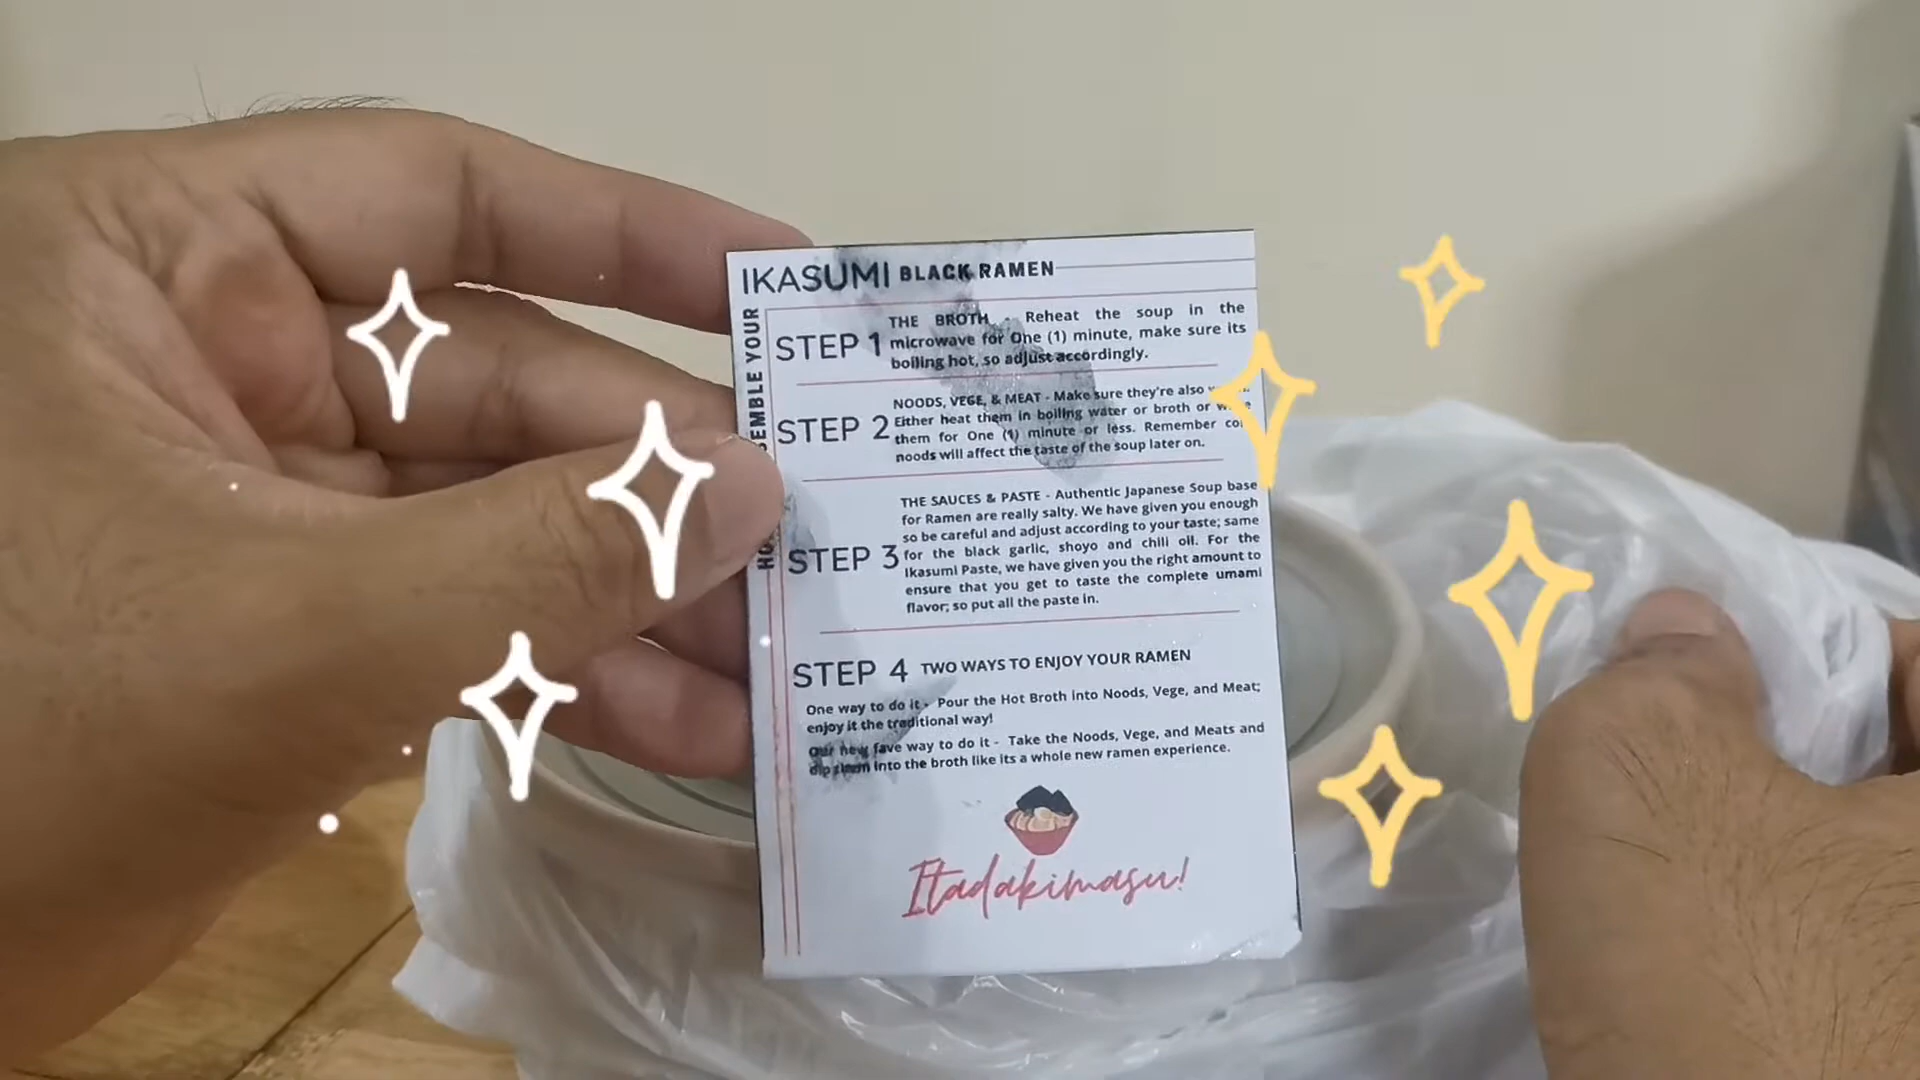 IKASUMI BLACK RAMEN
EMBLE YOUR
STEP 1
THE BROTH - Reheat the soup in the
microwave for One (1) minute, make sure its
boiling hot, so adjust accordingly.
STEP 2
NOODS, VEGE, & MEAT - Make sure they're also
Either heat them in boiling water or broth or
them for One (1) minute or less. Remember
noods will affect the taste of the soup later on.
STEP 3
THE SAUCES & PASTE - Authentic Japanese Soup base
for Ramen are really salty. We have given you enough
so be careful and adjust according to your taste; same
for the black garlic, shoyo and chili oil. For the
Ikasumi Paste, we have given you the right amount to
ensure that you get to taste the complete umami
flavor; so put all the paste in.
STEP 4 TWO WAYS TO ENJOY YOUR RAMEN
One way to do it - Pour the Hot Broth into Noods, Vege, and Meat;
enjoy it the traditional way!
Our new fave way to do it - Take the Noods, Vege, and Meats and
dip them into the broth like its a whole new ramen experience.
Itadakimasu!